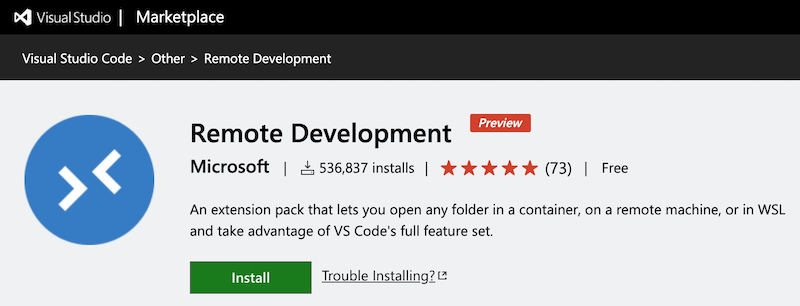 Visual Studio | Marketplace
Visual Studio Code > Other > Remote Development
Remote Development Preview
Microsoft | 536,837 installs | (73) | Free
An extension pack that lets you open any folder in a container, on a remote machine, or in WSL
and take advantage of VS Code's full feature set.
Install Trouble Installing?